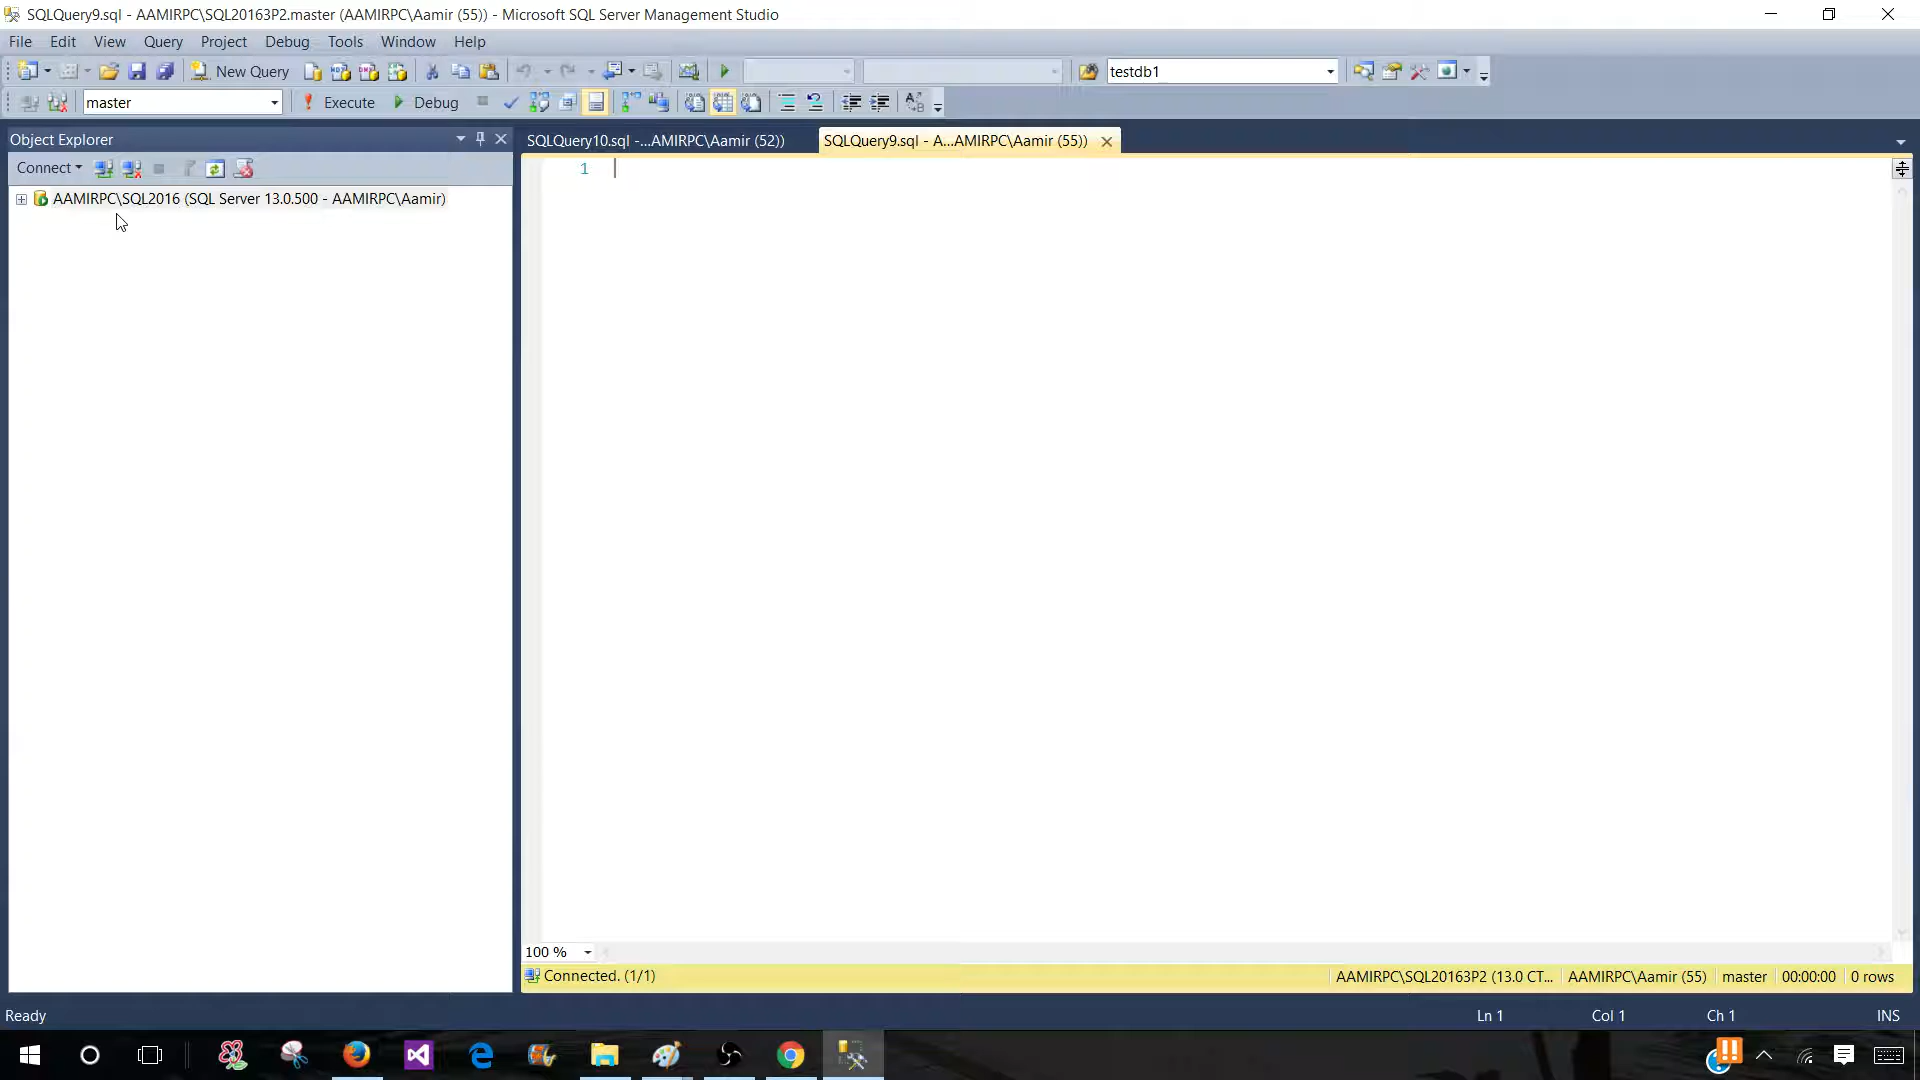 SQLQuery9.sql - AAMIRPC\SQL20163P2.master (AAMIRPC\Aamir (55)) - Microsoft SQL Server Management Studio
File Edit View Query Project Debug Tools Window Help
New Query testdb1
master Execute Debug
Object Explorer
SQLQuery10.sql -...AMIRPC\Aamir (52))
SQLQuery9.sql - A...AMIRPC\Aamir (55))
Connect
1
AAMIRPC\SQL2016 (SQL Server 13.0.500 - AAMIRPC\Aamir)
100 %
Connected. (1/1)
AAMIRPC\SQL20163P2 (13.0 CT... AAMIRPC\Aamir (55) master 00:00:00 0 rows
Ready Ln 1 Col 1 Ch 1 INS